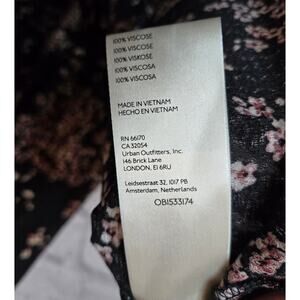 100% VISCOSE
100% VISCOSE
100% VISKOSE
100% VISCOSA
100% VISCOSA
MADE IN VIETNAM
HECHO EN VIETNAM
RN 66170
CA 32054
Urban Outfitters, Inc.
146 Brick Lane
LONDON, E1 6RU
Leidsestraat 32, 1017 PB
Amsterdam, Netherlands
OB1533174